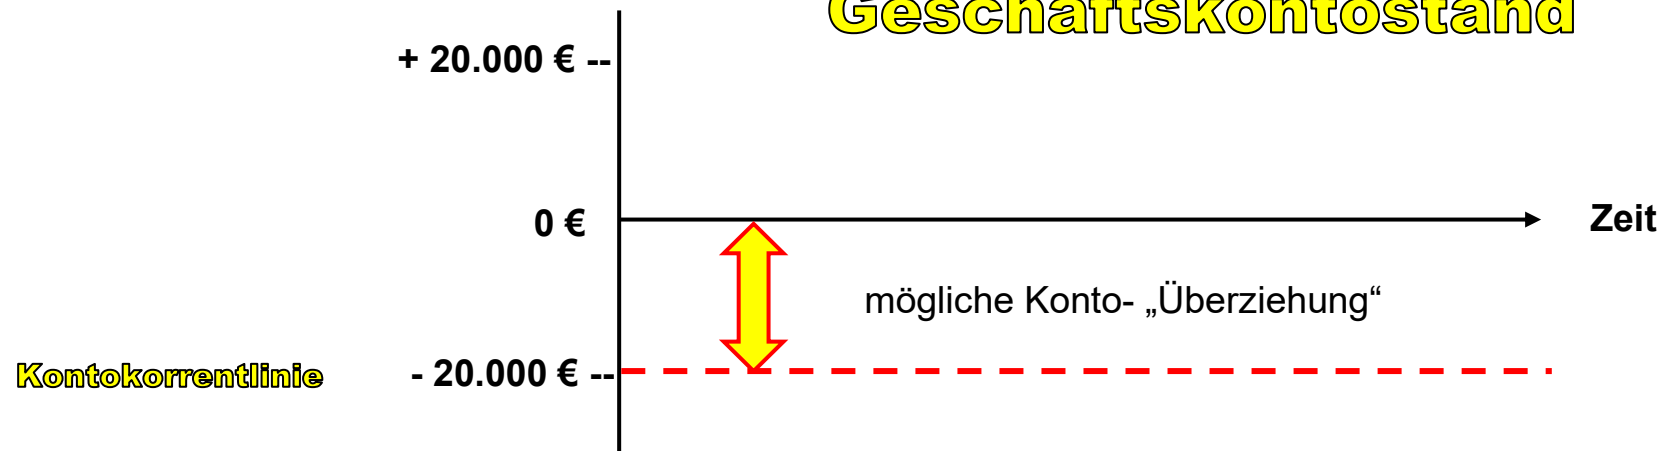 Geschäftskontostand
+ 20.000 € --
0 €
Zeit
mögliche Konto- „Überziehung“
Kontokorrentlinie
- 20.000 € --